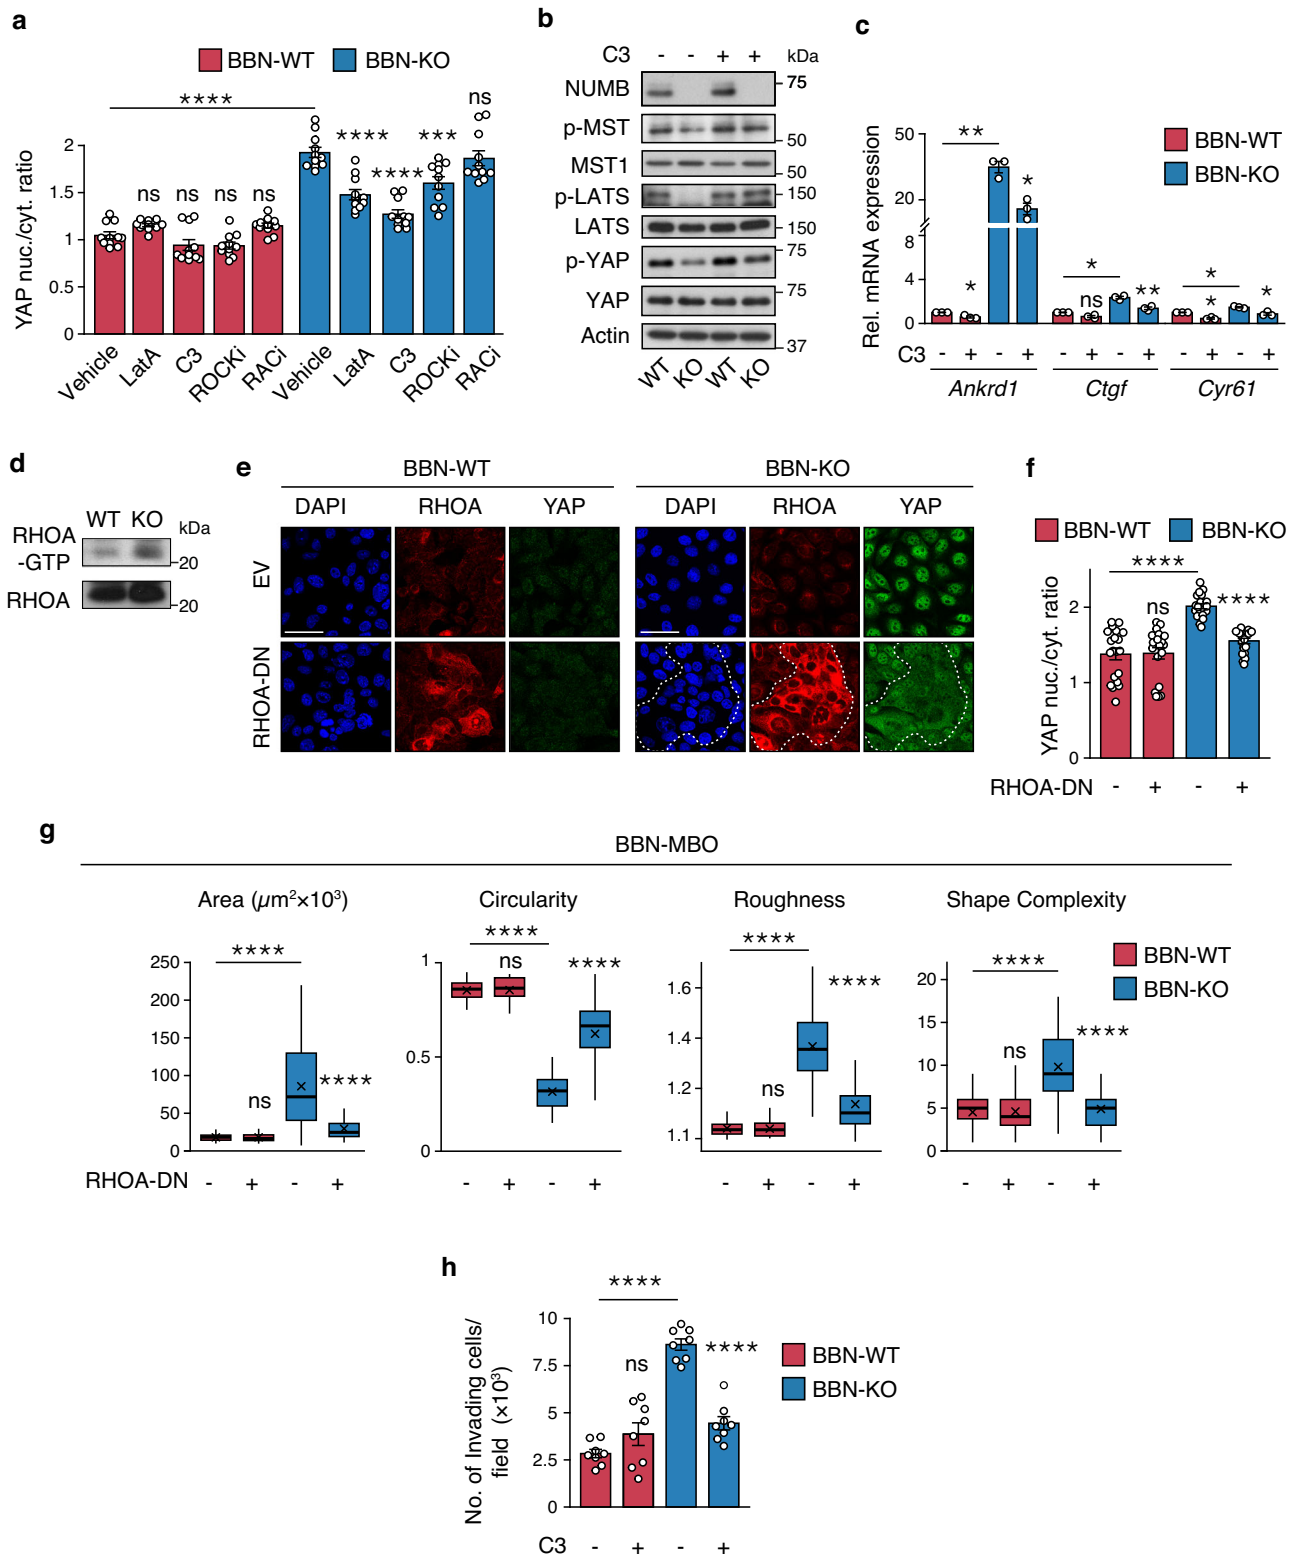 a
BBN-WT BBN-KO
YAP nuc./cyt. ratio
2
1.5
1
0.5
0
ns ns ns ns
**** **** **** *** ns
Vehicle LatA C3 ROCKi RACi Vehicle LatA C3 ROCKi RACi
b
C3 - - + + kDa
NUMB 75
p-MST 50
MST1 50
p-LATS 150
LATS 150
p-YAP 75
YAP 75
Actin 37
WT KO WT KO
c
BBN-WT
BBN-KO
Rel. mRNA expression
50
20
8
4
0
** * *
* ns **
* * *
C3 - + - + - + - + - + - +
Ankrd1 Ctgf Cyr61
d
WT KO kDa
RHOA
-GTP 20
RHOA 20
e
BBN-WT BBN-KO
DAPI RHOA YAP DAPI RHOA YAP
EV
RHOA-DN
f
BBN-WT BBN-KO
YAP nuc./cyt. ratio
2
1
0
**** ns ****
RHOA-DN - + - +
g
BBN-MBO
Area (µm²×10³) Circularity Roughness Shape Complexity
BBN-WT
BBN-KO
250
200
150
100
50
0
**** ns ****
1
0.5
0
**** ns ****
1.6
1.4
1.2
1.1
**** ns ****
20
15
10
5
0
**** ns ****
RHOA-DN - + - + - + - + - + - + - + - +
h
No. of Invading cells/
field (×10³)
10
7.5
5
2.5
0
**** ns ****
BBN-WT
BBN-KO
C3 - + - +